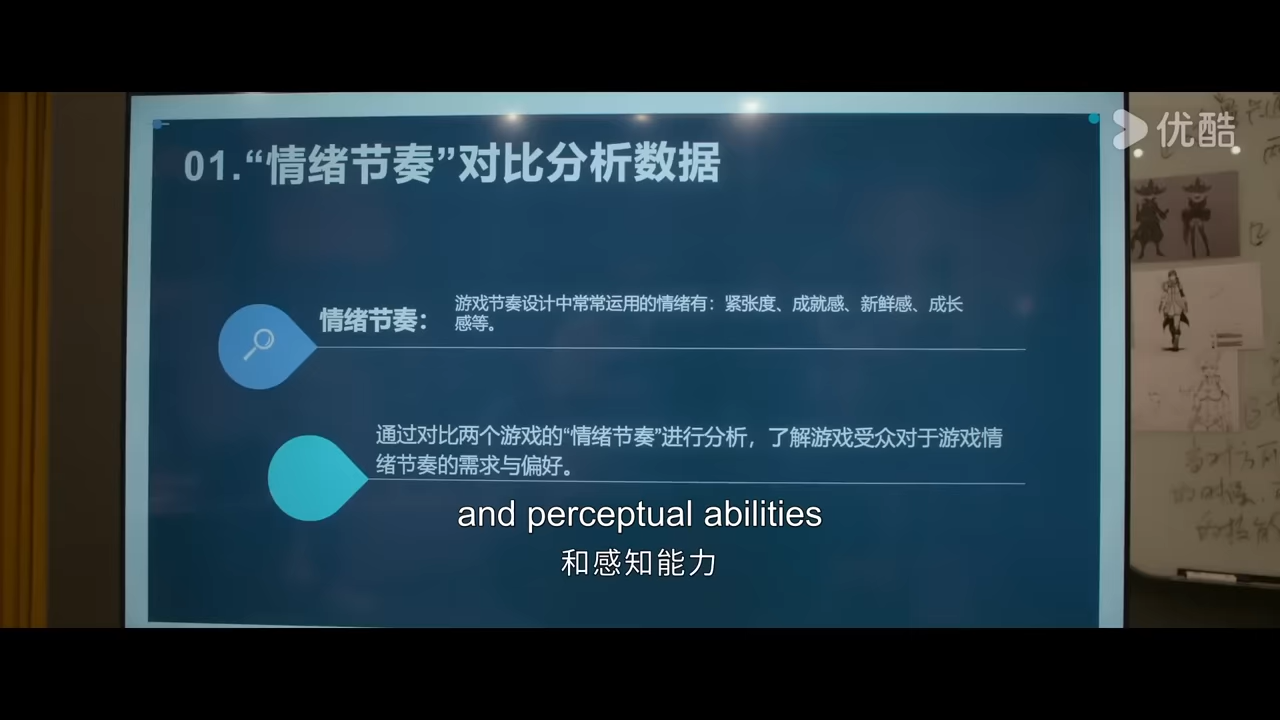 优酷
01.“情绪节奏”对比分析数据
情绪节奏：
游戏节奏设计中常常运用的情绪有：紧张度、成就感、新鲜感、成长
感等。
通过对比两个游戏的“情绪节奏”进行分析，了解游戏受众对于游戏情
绪节奏的需求与偏好。
and perceptual abilities
和感知能力